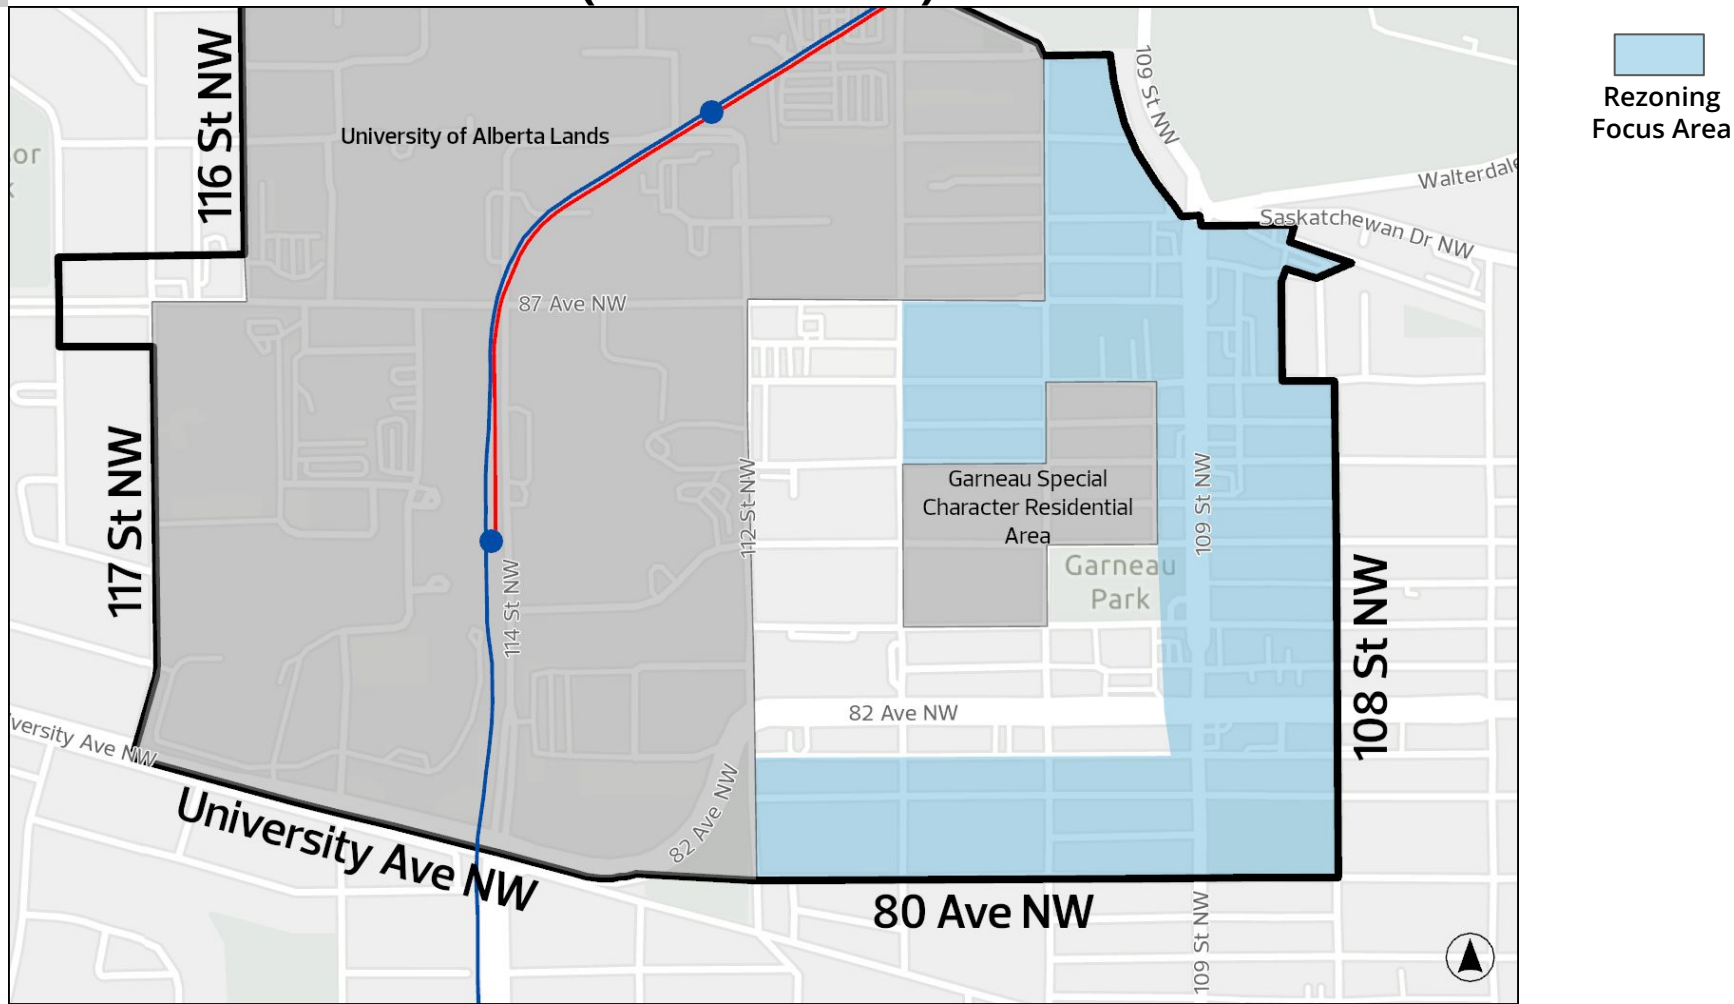 116 St NW
University of Alberta Lands
109 St NW
Rezoning
Focus Area
Saskatchewan Dr NW
87 Ave NW
117 St NW
112 St NW
114 St NW
Garneau Special
Character Residential
Area
109 St NW
Garneau
Park
108 St NW
82 Ave NW
Ave NW
82 Ave NW
University Ave NW
80 Ave NW
109 St NW